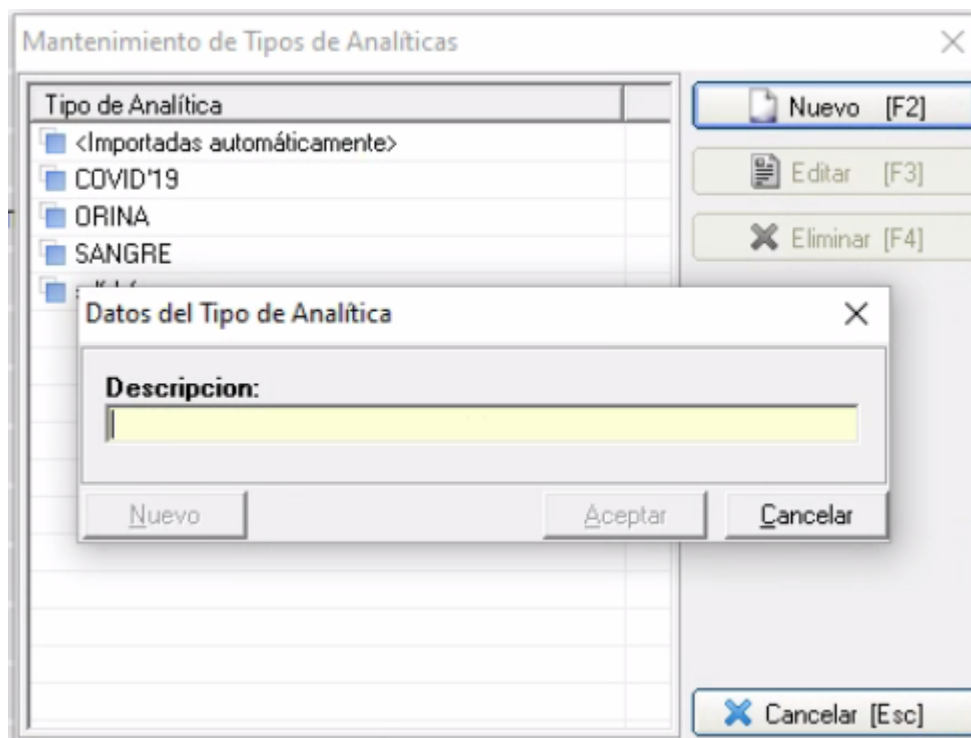 Mantenimiento de Tipos de Analíticas
Tipo de Analítica
<Importadas automáticamente>
COVID'19
ORINA
SANGRE
Nuevo [F2]
Editar [F3]
Eliminar [F4]
Datos del Tipo de Analítica
Descripcion:
Nuevo
Aceptar
Cancelar
Cancelar [Esc]